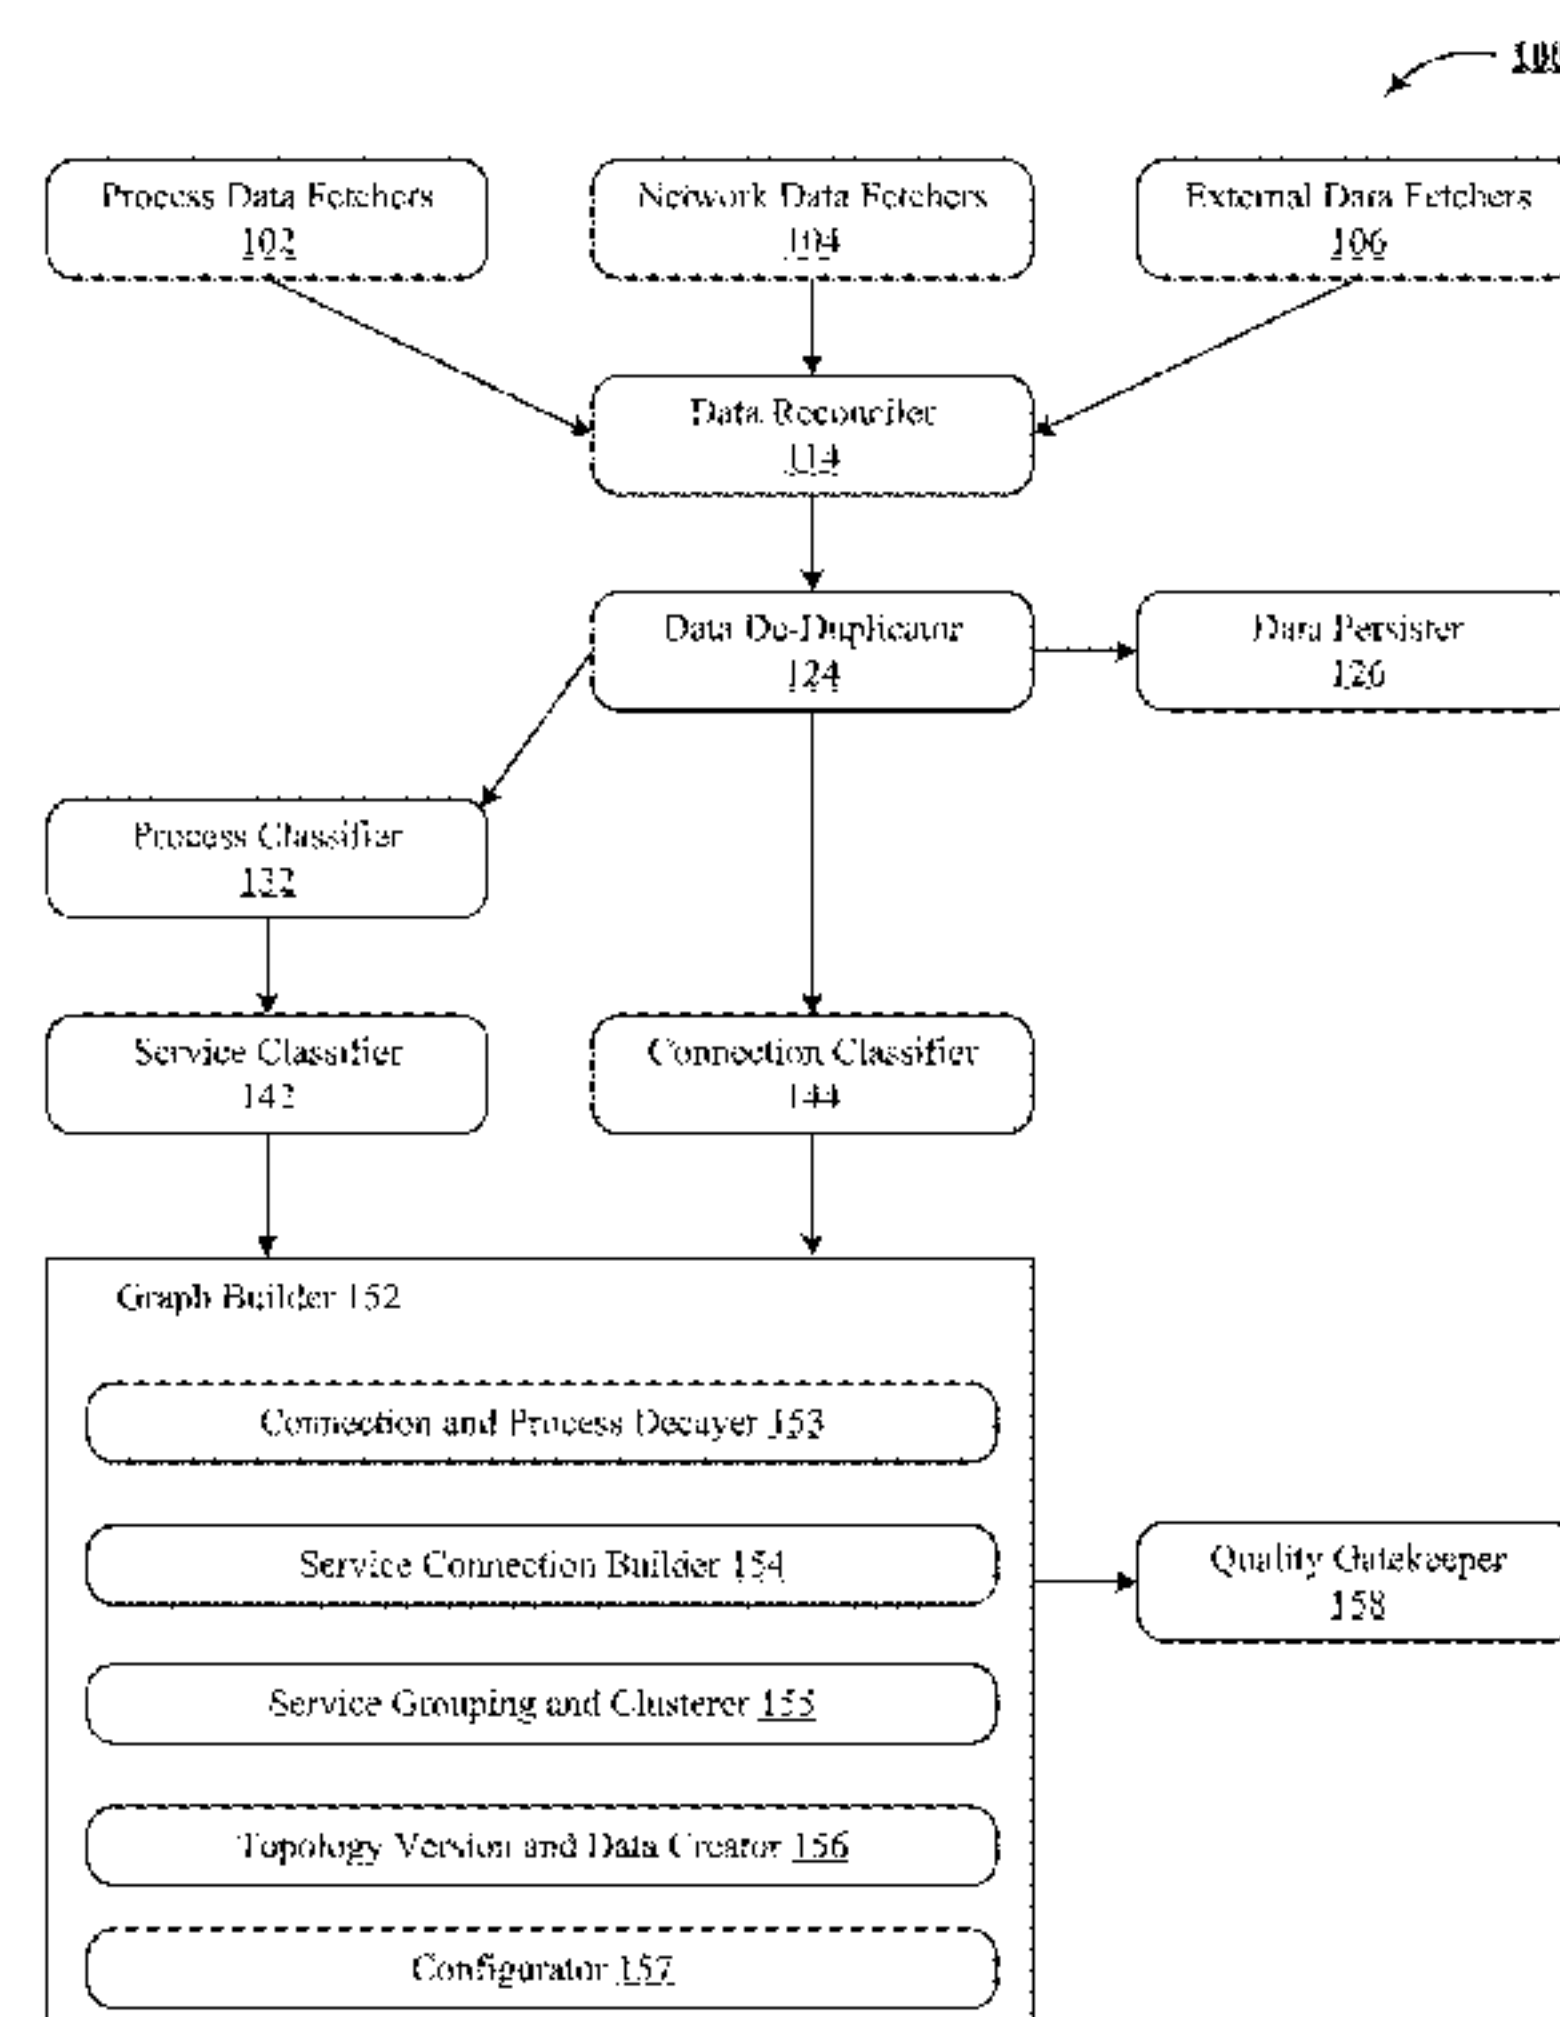 Process Data Fetchers
102
Network Data Fetchers
104
External Data Fetchers
106
Data Reconciler
114
Data De-Duplicator
124
Data Persister
126
Process Classifier
132
Service Classifier
142
Connection Classifier
144
Graph Builder 152
Connection and Process Decayer 153
Service Connection Builder 154
Service Grouping and Clusterer 155
Topology Version and Data Creator 156
Configurator 157
Quality Gatekeeper
158